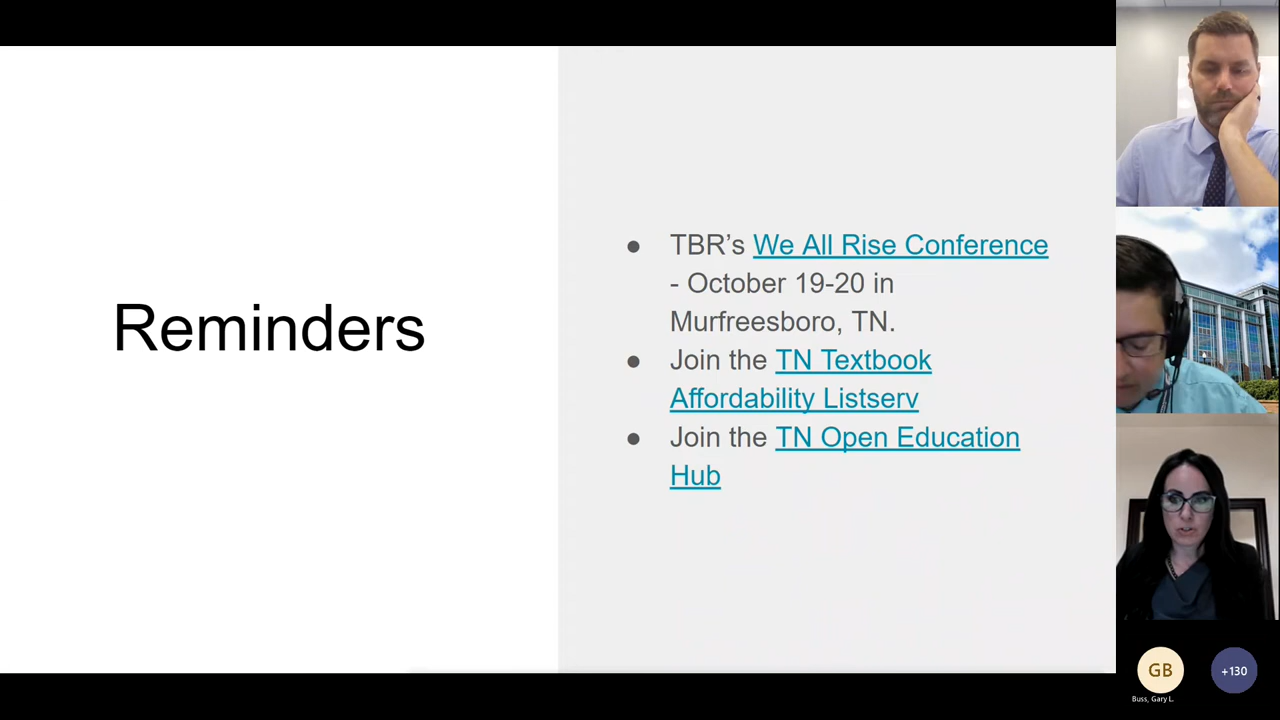 Reminders
● TBR’s We All Rise Conference
- October 19-20 in
Murfreesboro, TN.
● Join the TN Textbook
Affordability Listserv
● Join the TN Open Education
Hub
GB
+130
Buss, Gary L.